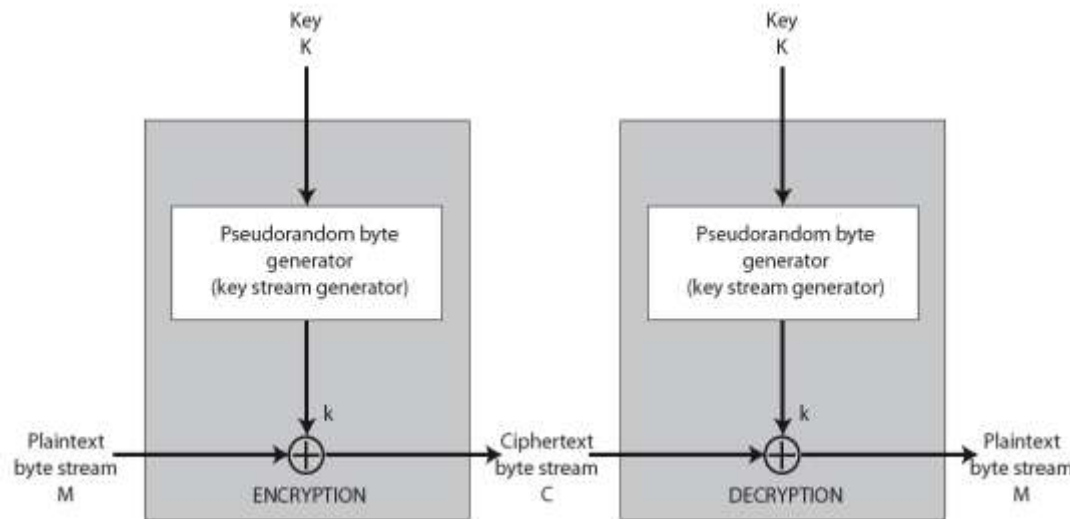 Key
K
Key
K
Pseudorandom byte
generator
(key stream generator)
Pseudorandom byte
generator
(key stream generator)
k
k
Plaintext
byte stream
M
ENCRYPTION
Ciphertext
byte stream
C
DECRYPTION
Plaintext
byte stream
M